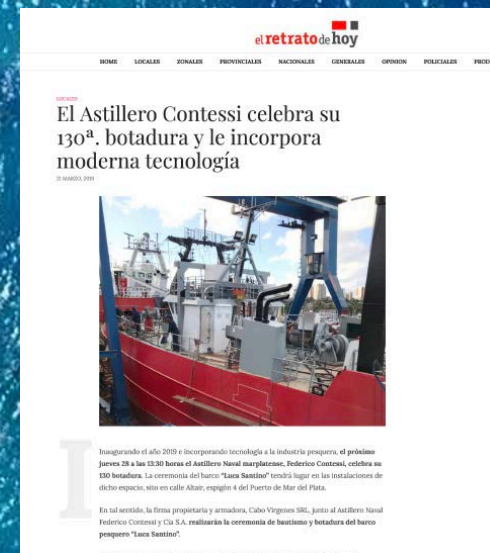 el retrato de hoy
HOME LOCALES ZONALES PROVINCIALES NACIONALES GENERALES OPINION POLICIALES PROD
LOCALES
El Astillero Contessi celebra su
130ª. botadura y le incorpora
moderna tecnología
21 MARZO, 2019
I
Inaugurando el año 2019 e incorporando tecnología a la industria pesquera, el próximo
jueves 28 a las 13:30 horas el Astillero Naval marplatense, Federico Contessi, celebra su
130 botadura. La ceremonia del barco "Luca Santino" tendrá lugar en las instalaciones de
dicho espacio, sito en calle Altair, espigón 4 del Puerto de Mar del Plata.
En tal sentido, la firma propietaria y armadora, Cabo Vírgenes SRL, junto al Astillero Naval
Federico Contessi y Cía S.A. realizarán la ceremonia de bautismo y botadura del barco
pesquero "Luca Santino".